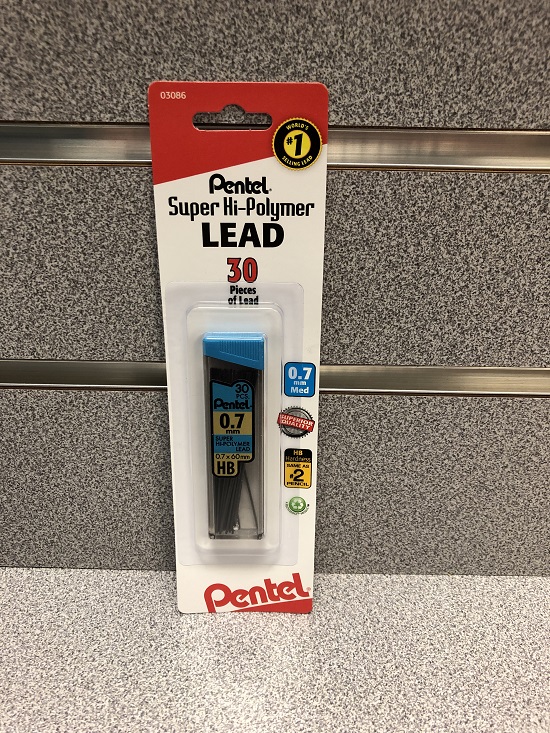 03086
WORLD'S
#1
SELLING LEAD
Pentel
Super Hi-Polymer
LEAD
30
Pieces
of Lead
30
PCS.
Pentel
0.7
mm
SUPER
HI-POLYMER
LEAD
0.7 x 60mm
HB
0.7
mm
Med
SUPERIOR
QUALITY
HB
Hardness
SAME AS
#2
PENCIL
Pentel